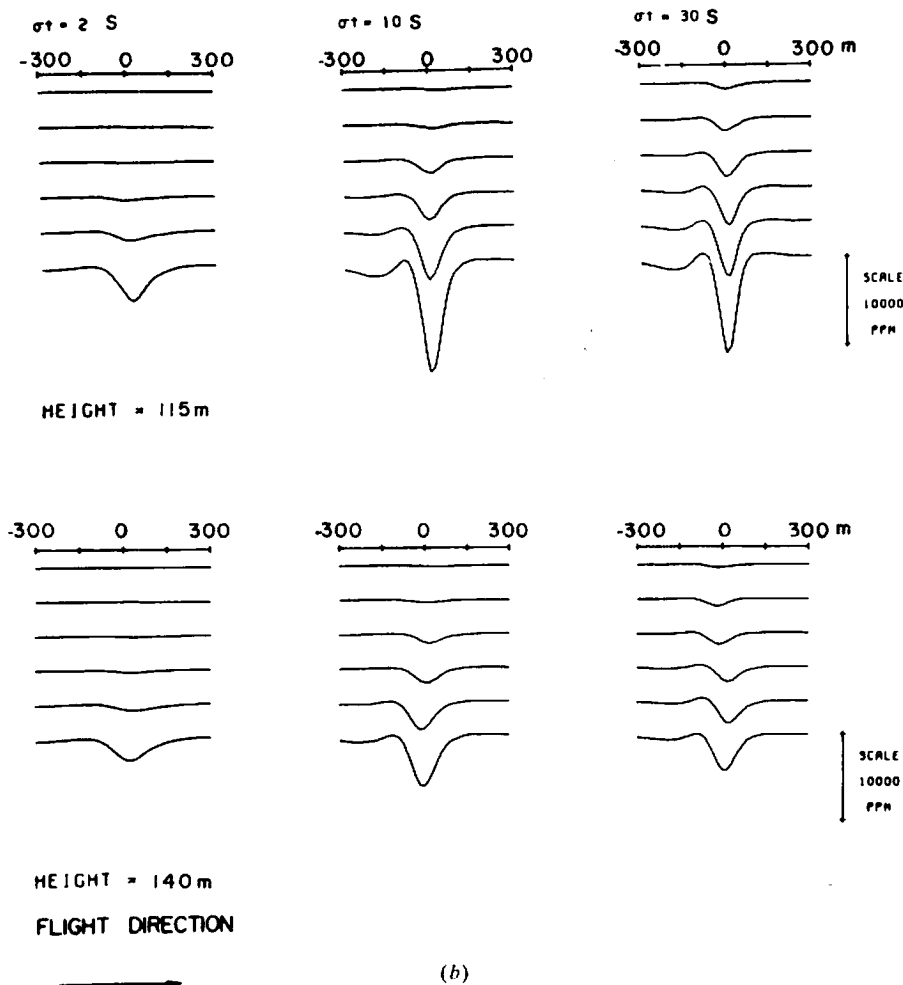 σt = 2 S
σt = 10 S
σt = 30 S
-300 0 300
-300 0 300
-300 0 300 m
SCALE
10000
PPM
HEIGHT = 115m
-300 0 300
-300 0 300
-300 0 300 m
SCALE
10000
PPM
HEIGHT = 140m
FLIGHT DIRECTION
(b)